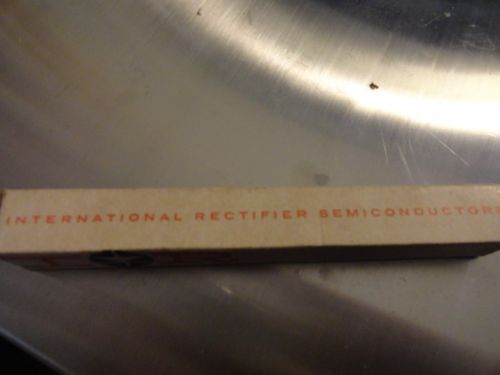 INTERNATIONAL RECTIFIER SEMICONDUCTORS